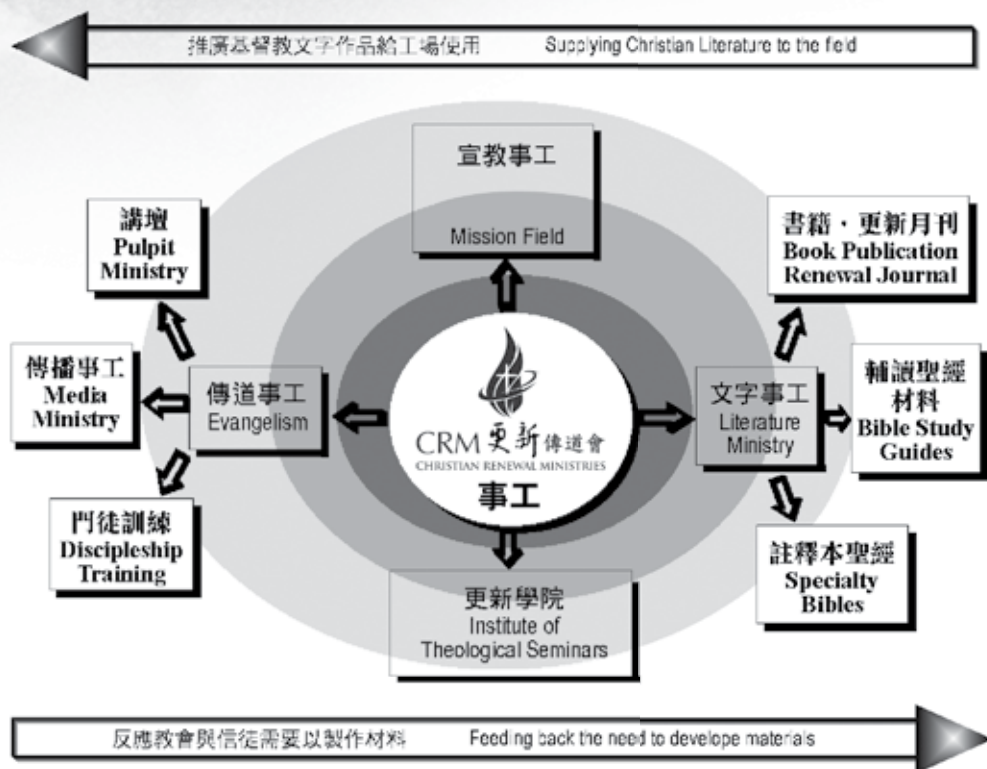 推廣基督教文字作品給工場使用 Supplying Christian Literature to the field
宣教事工
Mission Field
講壇
Pulpit
Ministry
書籍・更新月刊
Book Publication
Renewal Journal
傳播事工
Media
Ministry
傳道事工
Evangelism
CRM 更新傳道會
CHRISTIAN RENEWAL MINISTRIES
事工
文字事工
Literature
Ministry
輔讀聖經
材料
Bible Study
Guides
門徒訓練
Discipleship
Training
更新學院
Institute of
Theological Seminars
註釋本聖經
Specialty
Bibles
反應教會與信徒需要以製作材料 Feeding back the need to develope materials